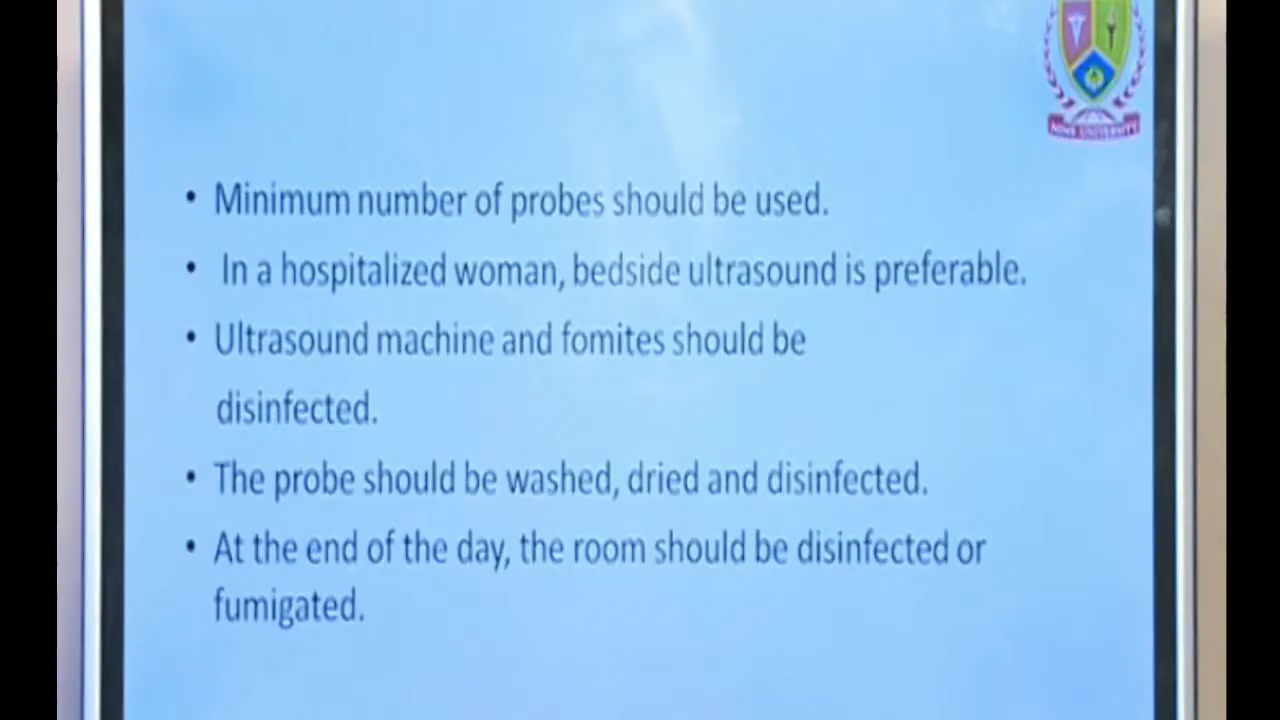 NIMS UNIVERSITY
• Minimum number of probes should be used.
• In a hospitalized woman, bedside ultrasound is preferable.
• Ultrasound machine and fomites should be
disinfected.
• The probe should be washed, dried and disinfected.
• At the end of the day, the room should be disinfected or
fumigated.